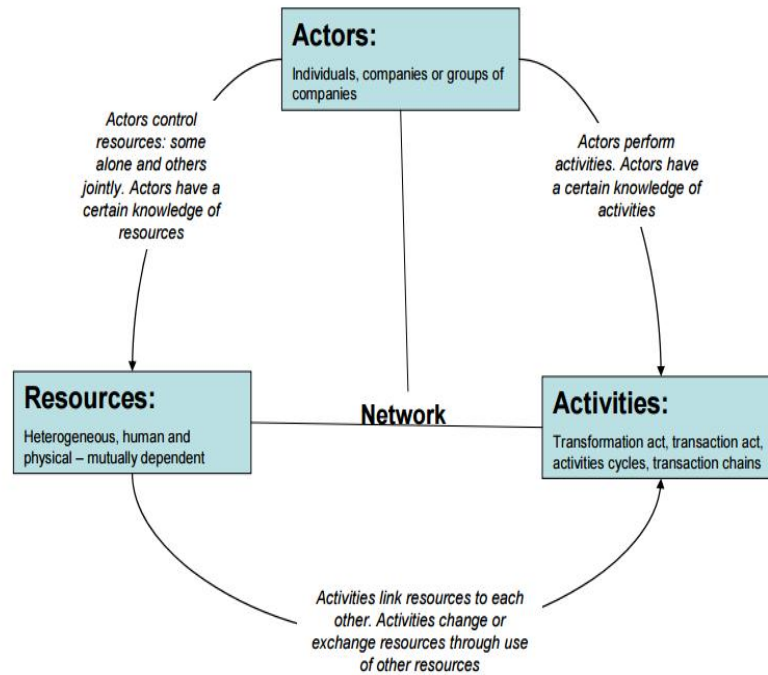 Actors:
Individuals, companies or groups of
companies
Actors control
resources: some
alone and others
jointly. Actors have a
certain knowledge of
resources
Actors perform
activities. Actors have
a certain knowledge of
activities
Resources:
Heterogeneous, human and
physical – mutually dependent
Network
Activities:
Transformation act, transaction act,
activities cycles, transaction chains
Activities link resources to each
other. Activities change or
exchange resources through use
of other resources